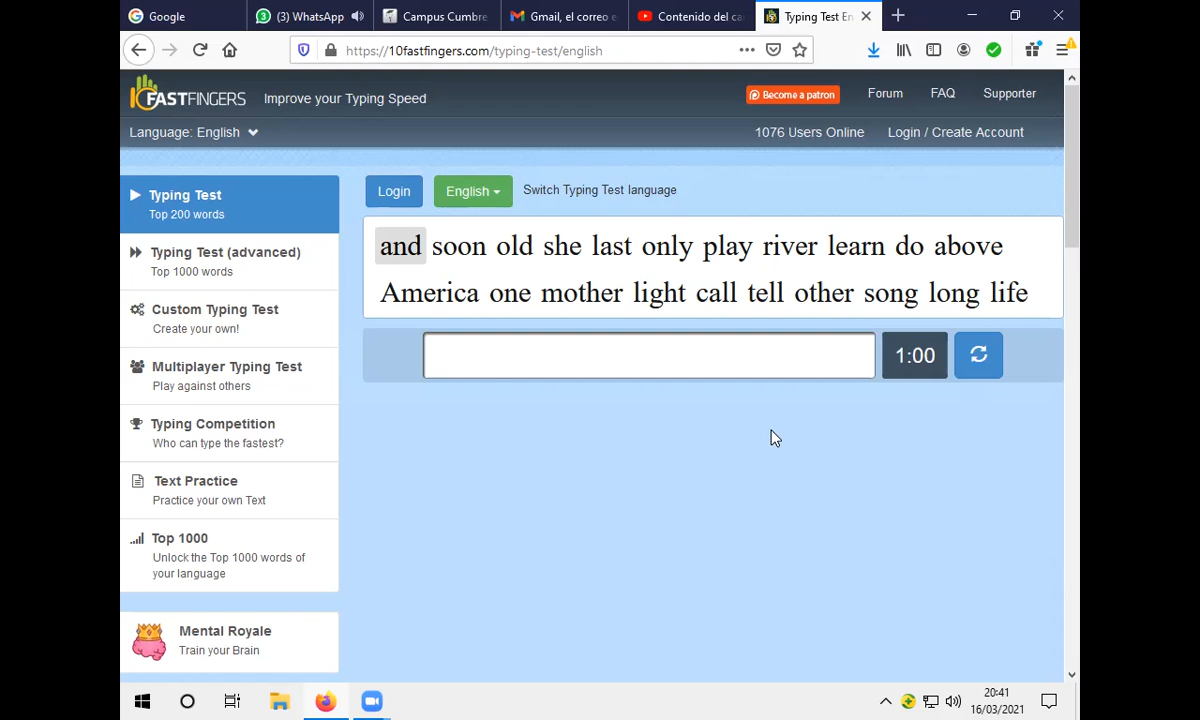 Google
(3) WhatsApp
Campus Cumbre
Gmail, el correo e
Contenido del ca
Typing Test En
https://10fastfingers.com/typing-test/english
10FASTFINGERS
Improve your Typing Speed
Become a patron
Forum
FAQ
Supporter
Language: English
1076 Users Online
Login / Create Account
Typing Test
Top 200 words
Typing Test (advanced)
Top 1000 words
Custom Typing Test
Create your own!
Multiplayer Typing Test
Play against others
Typing Competition
Who can type the fastest?
Text Practice
Practice your own Text
Top 1000
Unlock the Top 1000 words of
your language
Mental Royale
Train your Brain
Login
English
Switch Typing Test language
and soon old she last only play river learn do above
America one mother light call tell other song long life
1:00
20:41
16/03/2021